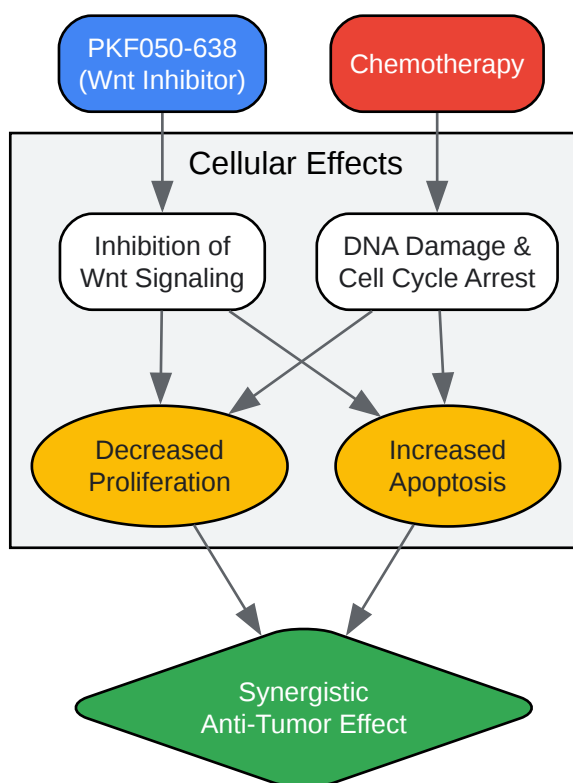 PKF050-638
(Wnt Inhibitor)
Chemotherapy
Cellular Effects
Inhibition of
Wnt Signaling
DNA Damage &
Cell Cycle Arrest
Decreased
Proliferation
Increased
Apoptosis
Synergistic
Anti-Tumor Effect